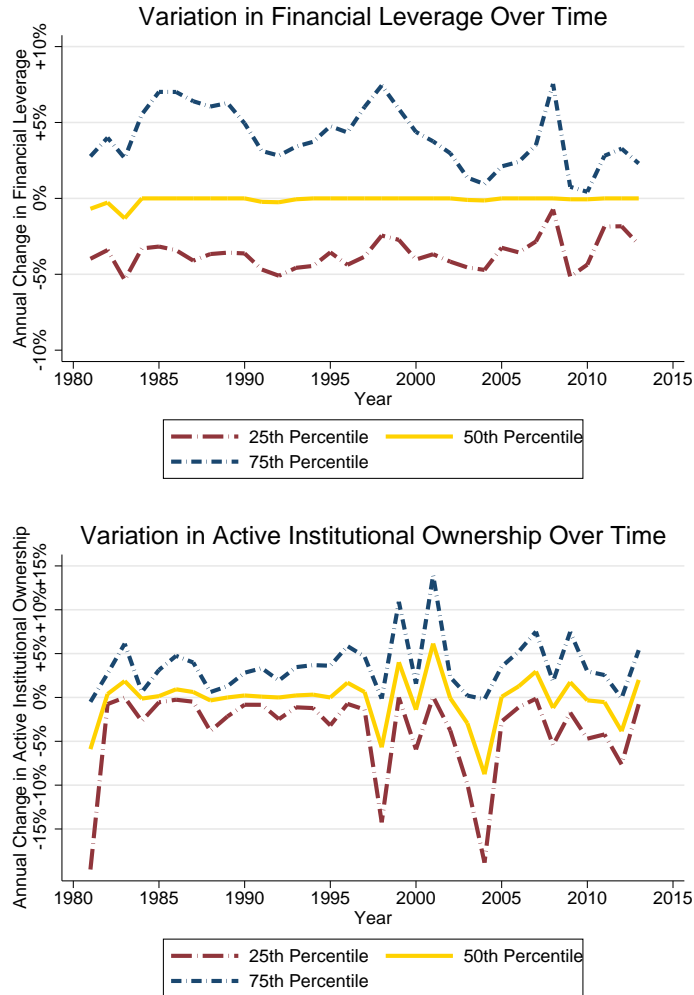 Variation in Financial Leverage Over Time
Annual Change in Financial Leverage
+10%
+5%
0%
-5%
-10%
1980 1985 1990 1995 2000 2005 2010 2015
Year
25th Percentile 50th Percentile
75th Percentile
Variation in Active Institutional Ownership Over Time
Annual Change in Active Institutional Ownership
+15%
+10%
+5%
0%
-5%
-10%
-15%
1980 1985 1990 1995 2000 2005 2010 2015
Year
25th Percentile 50th Percentile
75th Percentile